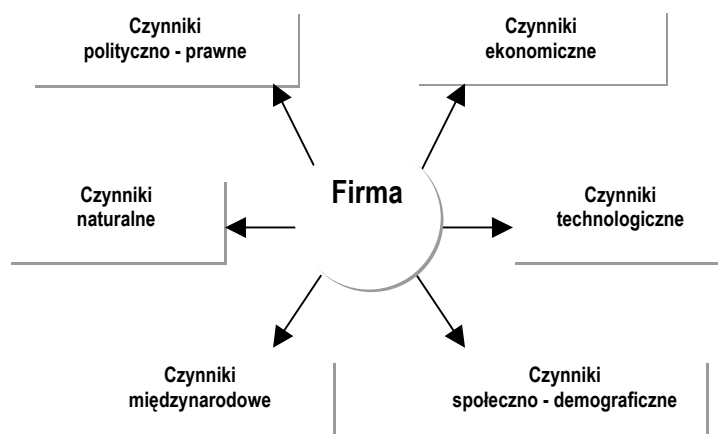 Czynniki
polityczno - prawne
Czynniki
ekonomiczne
Firma
Czynniki
naturalne
Czynniki
technologiczne
Czynniki
międzynarodowe
Czynniki
społeczno - demograficzne